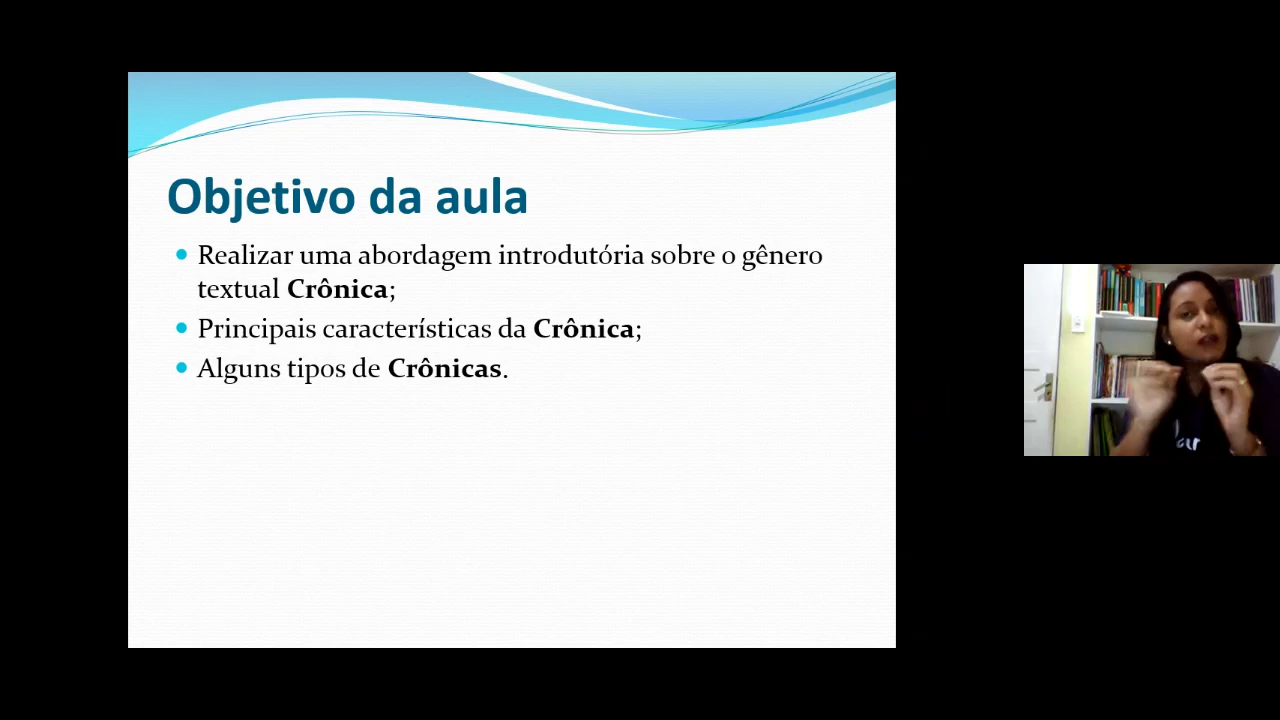 Objetivo da aula
Realizar uma abordagem introdutória sobre o gênero
textual Crônica;
Principais características da Crônica;
Alguns tipos de Crônicas.